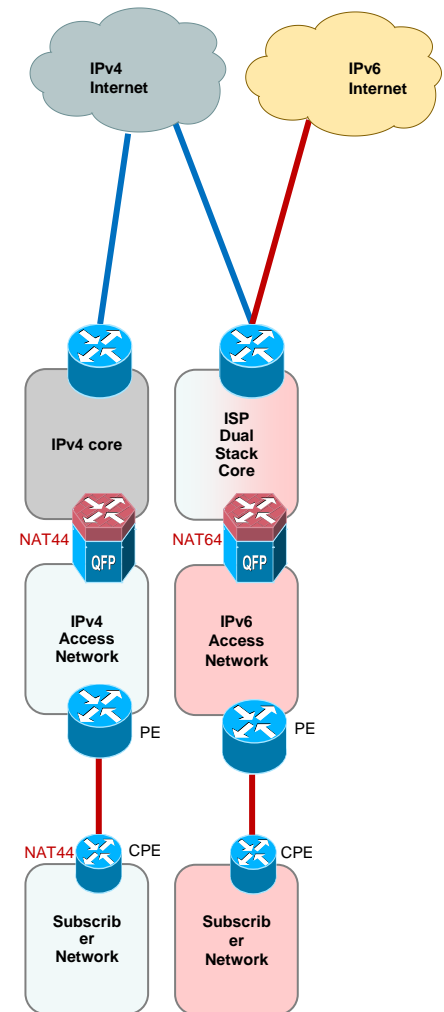 IPv4
Internet
IPv6
Internet
IPv4 core
ISP
Dual
Stack
Core
NAT44
QFP
NAT64
QFP
IPv4
Access
Network
IPv6
Access
Network
PE
PE
NAT44
CPE
CPE
Subscrib
er
Network
Subscrib
er
Network